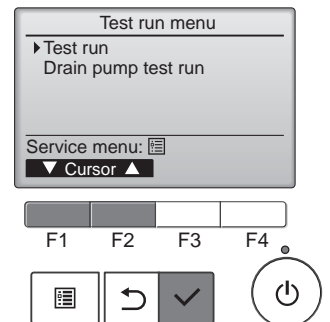 Test run menu
Test run
Drain pump test run
Service menu:
▼ Cursor ▲
F1 F2 F3 F4